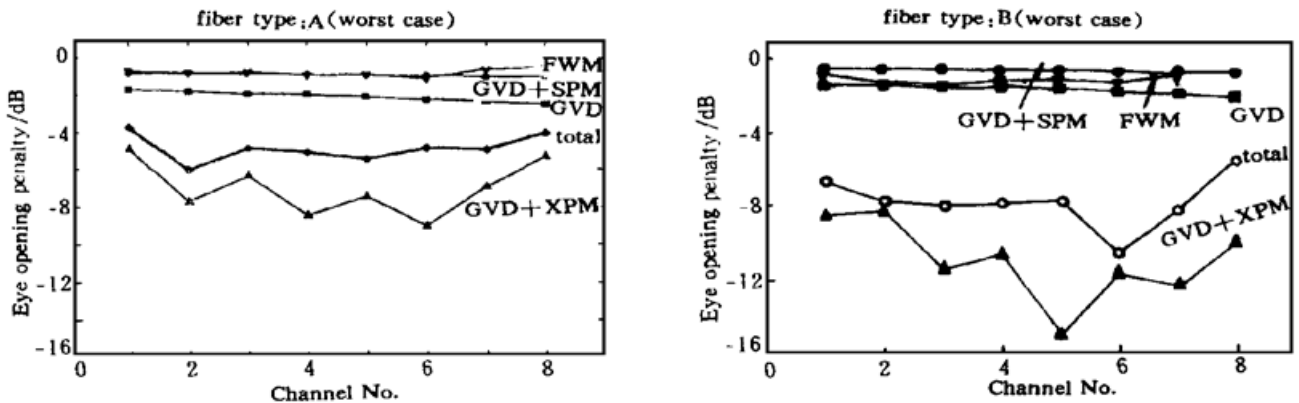 fiber type:A(worst case)
0
-4
-8
-12
-16
Eye opening penalty/dB
FWM
GVD+SPM
GVD
total
GVD+XPM
0 2 4 6 8
Channel No.
fiber type:B(worst case)
0
-4
-8
-12
-16
Eye opening penalty/dB
GVD+SPM FWM GVD
total
GVD+XPM
0 2 4 6 8
Channel No.